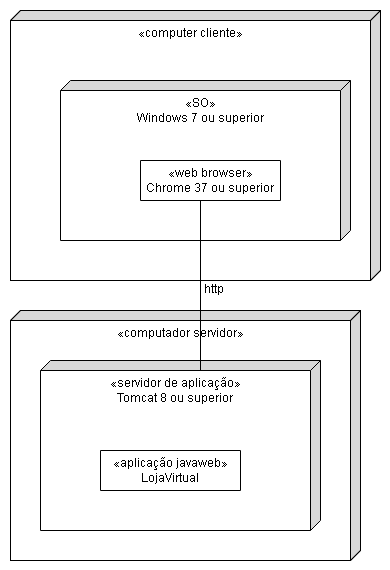 «computer cliente»
«SO»
Windows 7 ou superior
«web browser»
Chrome 37 ou superior
http
«computador servidor»
«servidor de aplicação»
Tomcat 8 ou superior
«aplicação javaweb»
LojaVirtual